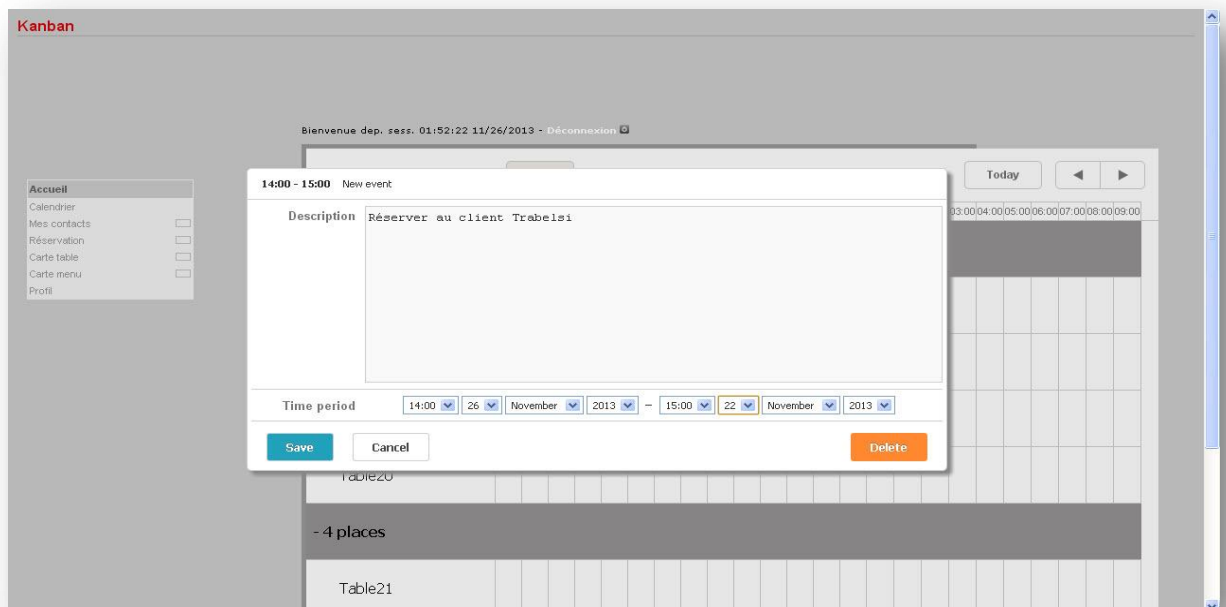 Kanban
Bienvenue dep. sess. 01:52:22 11/26/2013 - Déconnexion
Today
Accueil
Calendrier
Mes contacts
Réservation
Carte table
Carte menu
Profil
14:00 - 15:00 New event
Description Réserver au client Trabelsi
03:00 04:00 05:00 06:00 07:00 08:00 09:00
Time period 14:00 26 November 2013 – 15:00 22 November 2013
Save Cancel Delete
Table20
- 4 places
Table21